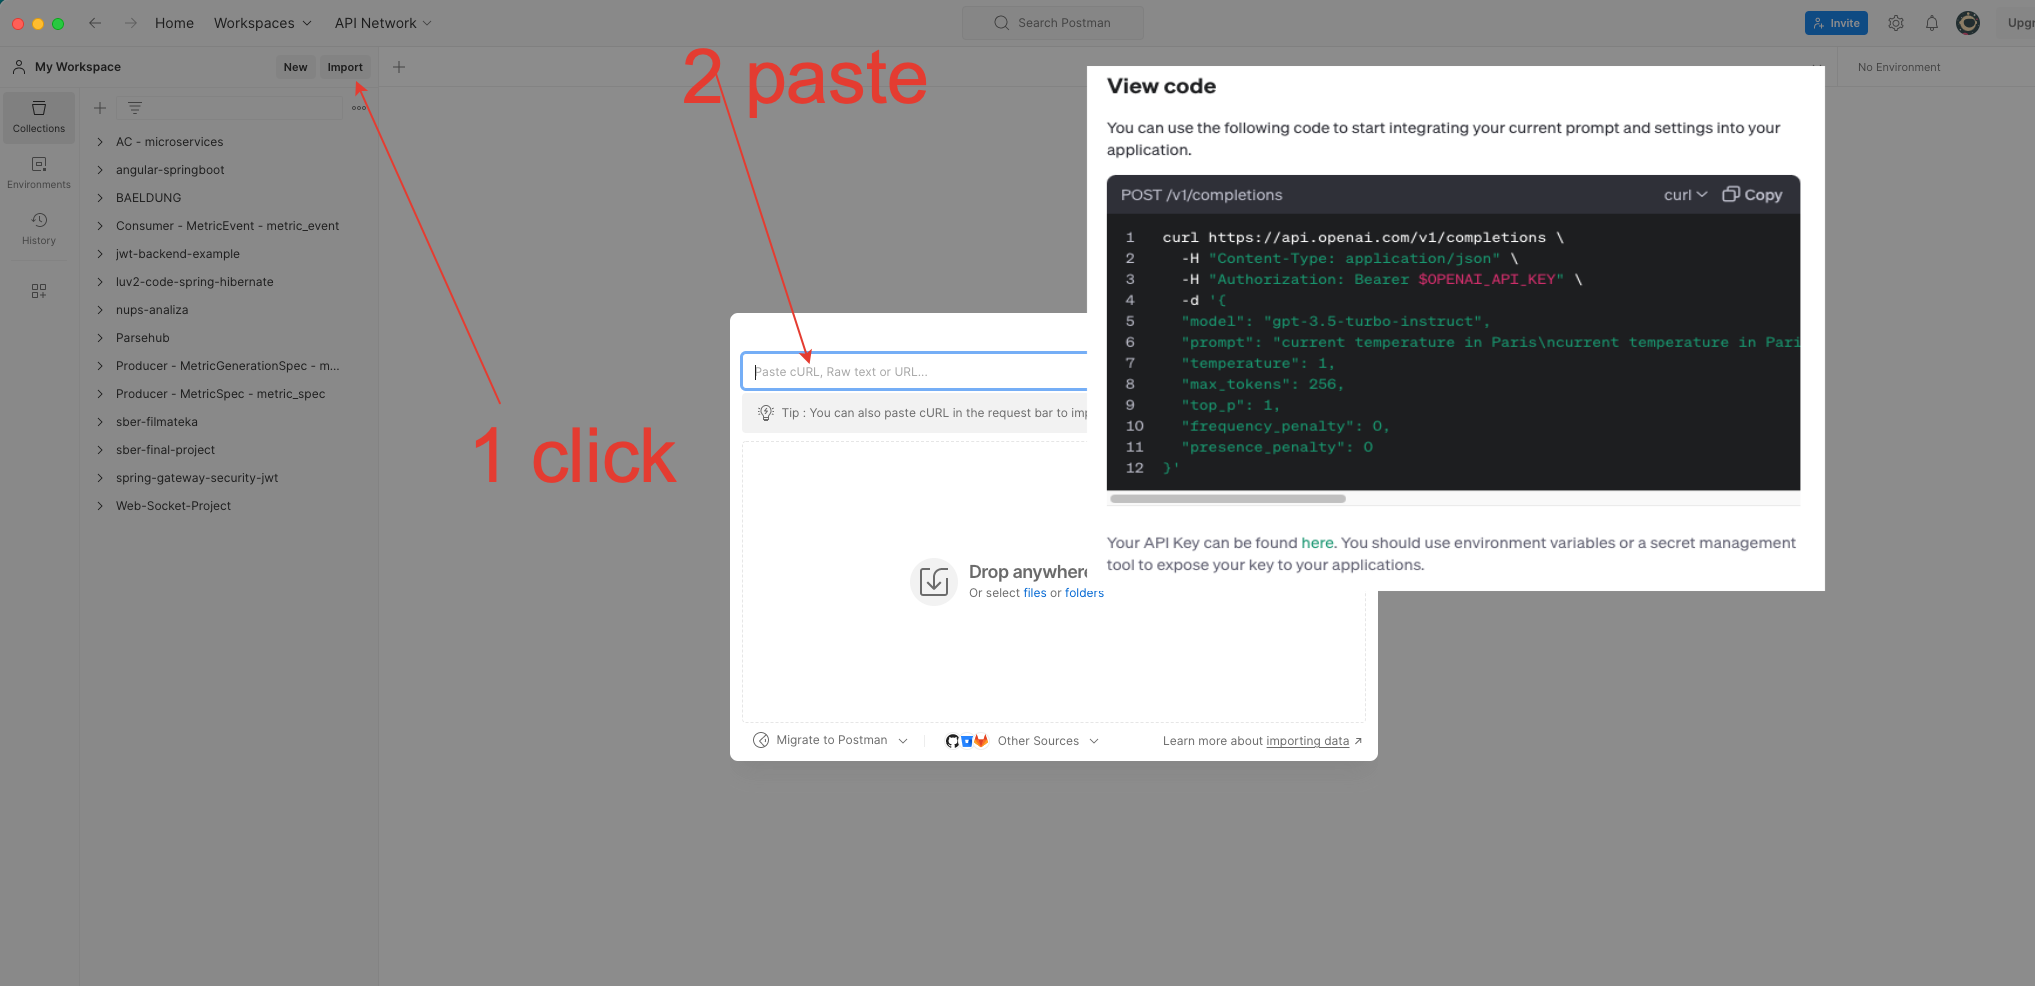 Home
Workspaces
API Network
Search Postman
Invite
Upgr
My Workspace
New
Import
No Environment
Collections
Environments
History
AC - microservices
angular-springboot
BAELDUNG
Consumer - MetricEvent - metric_event
jwt-backend-example
luv2-code-spring-hibernate
nups-analiza
Parsehub
Producer - MetricGenerationSpec - m...
Producer - MetricSpec - metric_spec
sber-filmateka
sber-final-project
spring-gateway-security-jwt
Web-Socket-Project
1 click
2 paste
Paste cURL, Raw text or URL...
Tip : You can also paste cURL in the request bar to imp
Drop anywhere
Or select files or folders
Migrate to Postman
Other Sources
Learn more about importing data
View code
You can use the following code to start integrating your current prompt and settings into your
application.
POST /v1/completions
curl
Copy
1 curl https://api.openai.com/v1/completions \
2 -H "Content-Type: application/json" \
3 -H "Authorization: Bearer $OPENAI_API_KEY" \
4 -d '{
5 "model": "gpt-3.5-turbo-instruct",
6 "prompt": "current temperature in Paris\ncurrent temperature in Pari
7 "temperature": 1,
8 "max_tokens": 256,
9 "top_p": 1,
10 "frequency_penalty": 0,
11 "presence_penalty": 0
12 }'
Your API Key can be found here. You should use environment variables or a secret management
tool to expose your key to your applications.